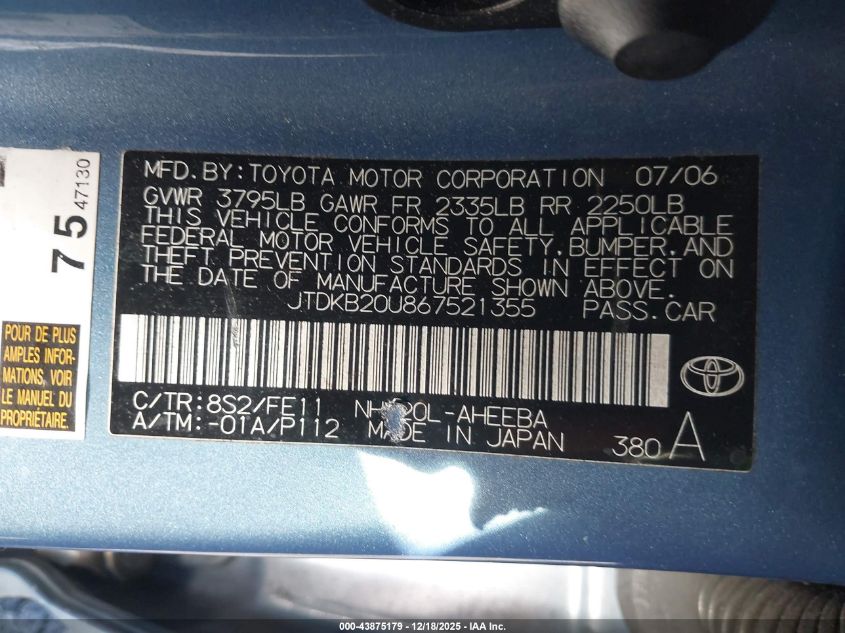 MFD. BY: TOYOTA MOTOR CORPORATION 07/06
GVWR 3795LB GAWR FR 2335LB RR 2250LB
THIS VEHICLE CONFORMS TO ALL APPLICABLE
FEDERAL MOTOR VEHICLE SAFETY, BUMPER, AND
THEFT PREVENTION STANDARDS IN EFFECT ON
THE DATE OF MANUFACTURE SHOWN ABOVE.
JTDKB20U867521355 PASS. CAR
C/TR: 8S2/FE11 -AHEEBA
A/TM: -01A/P112 MADE IN JAPAN 380 A
75 47130
POUR DE PLUS
AMPLES INFOR-
MATIONS, VOIR
LE MANUEL DU
PROPRIÉTAIRE.
000-43875179 - 12/18/2025 - IAA Inc.